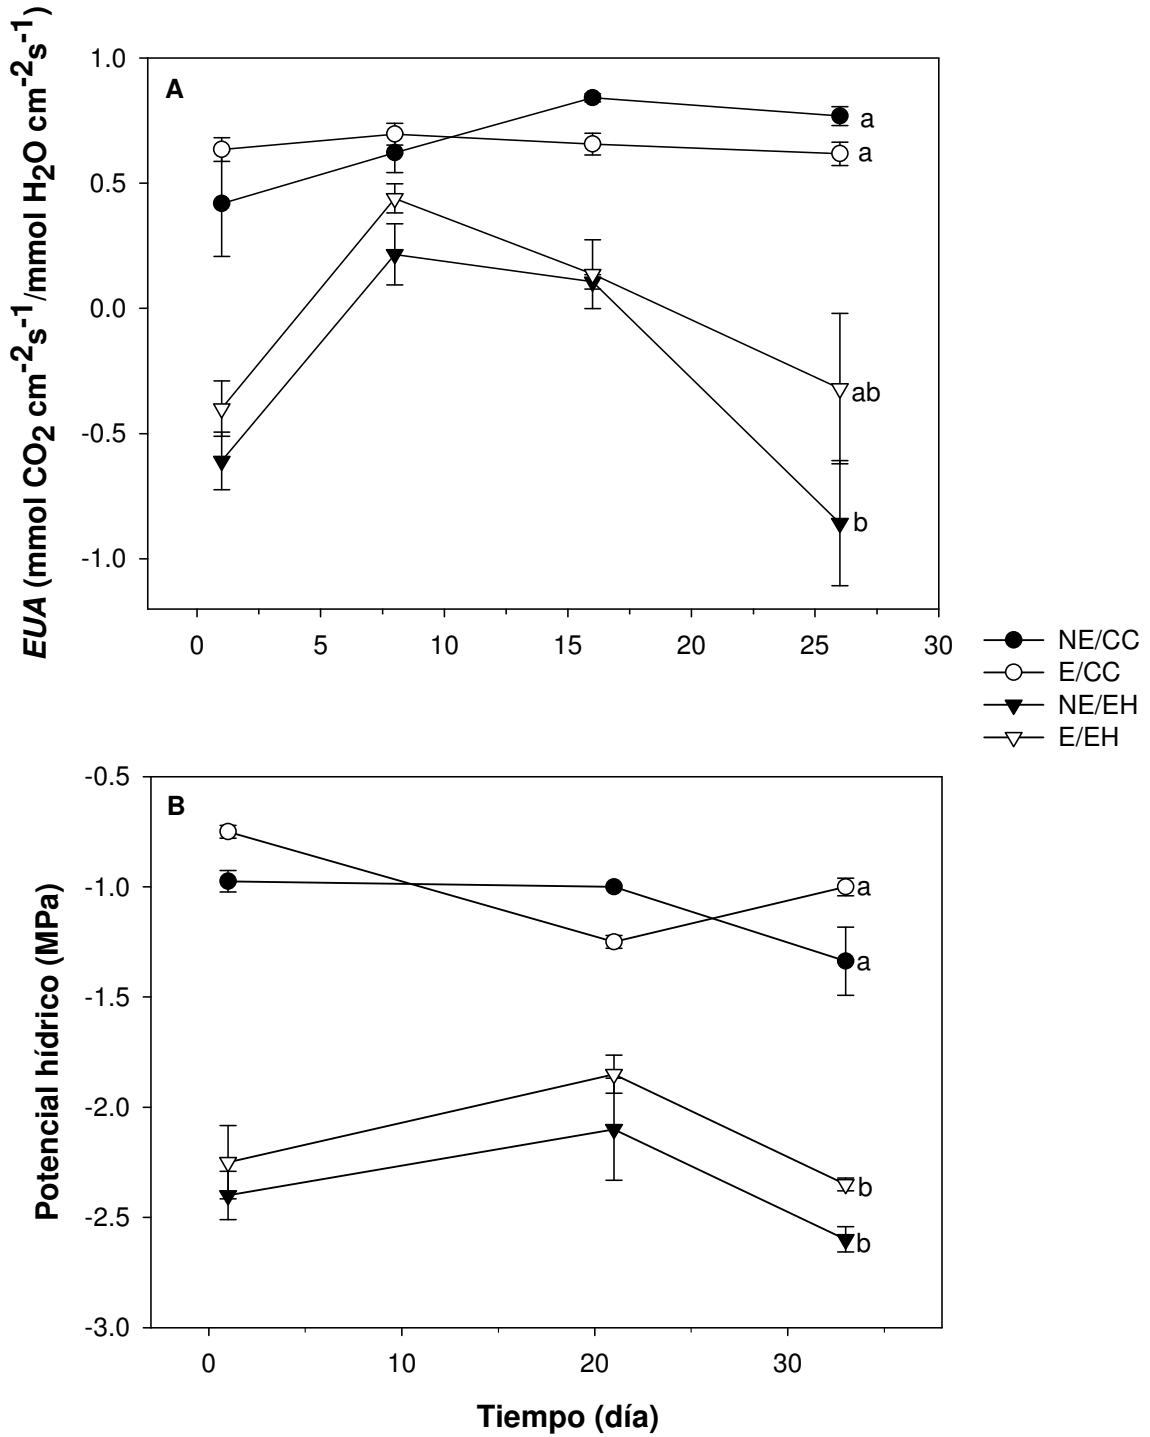 EUA (mmol CO2 cm-2s-1/mmol H2O cm-2s-1)
A
1.0
0.5
0.0
-0.5
-1.0
a
a
ab
b
0 5 10 15 20 25 30
NE/CC
E/CC
NE/EH
E/EH
Potencial hídrico (MPa)
B
-0.5
-1.0
-1.5
-2.0
-2.5
-3.0
a
a
b
b
0 10 20 30
Tiempo (día)